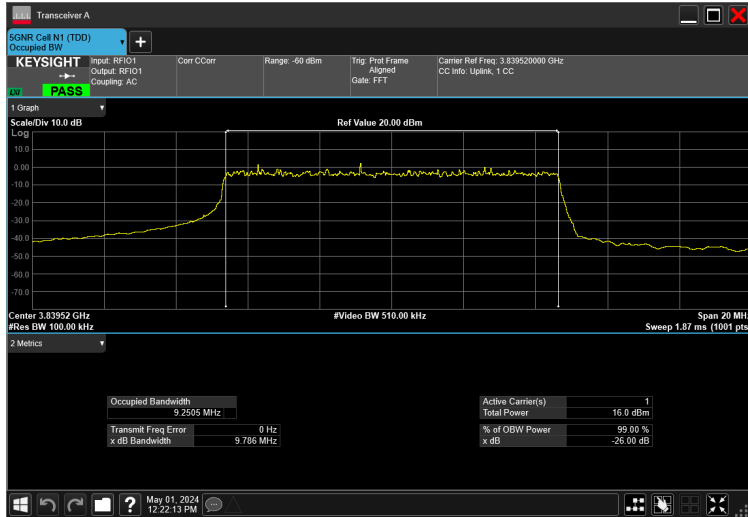 Transceiver A
5GNR Cell N1 (TDD)
Occupied BW
KEYSIGHT
Input: RFIO1
Output: RFIO1
Coupling: AC
Corr CCorr
Range: -60 dBm
Trig: Prot Frame
Aligned
Gate: FFT
Carrier Ref Freq: 3.839520000 GHz
CC Info: Uplink, 1 CC
PASS
1 Graph
Scale/Div 10.0 dB
Ref Value 20.00 dBm
Log
10.0
0.00
-10.0
-20.0
-30.0
-40.0
-50.0
-60.0
-70.0
Center 3.83952 GHz
#Video BW 510.00 kHz
Span 20 MHz
#Res BW 100.00 kHz
Sweep 1.87 ms (1001 pts
2 Metrics
Occupied Bandwidth
9.2505 MHz
Transmit Freq Error 0 Hz
x dB Bandwidth 9.786 MHz
Active Carrier(s) 1
Total Power 16.0 dBm
% of OBW Power 99.00 %
x dB -26.00 dB
?
May 01, 2024
12:22:13 PM